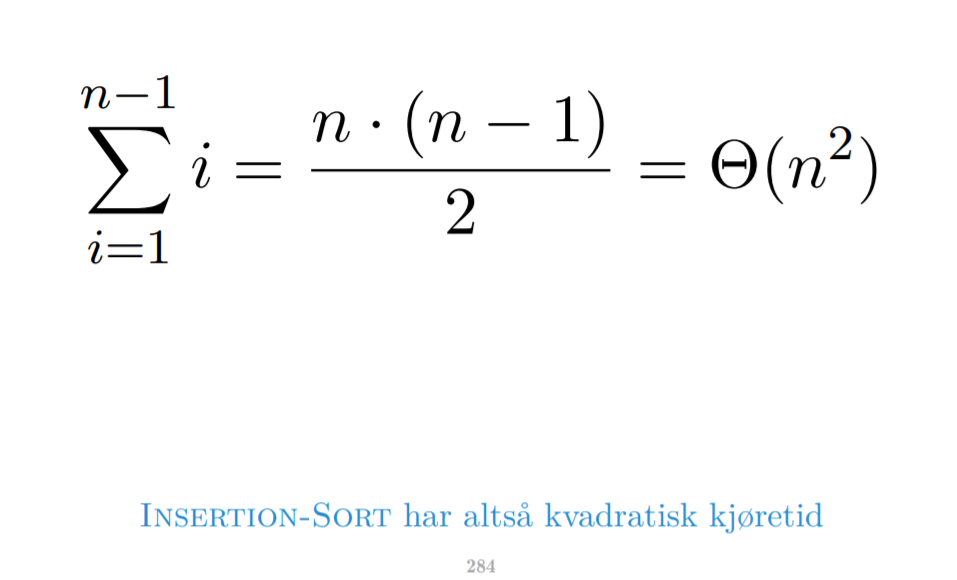 n−1
∑ i = n · (n − 1) / 2 = Θ(n²)
i=1
INSERTION-SORT har altså kvadratisk kjøretid
284